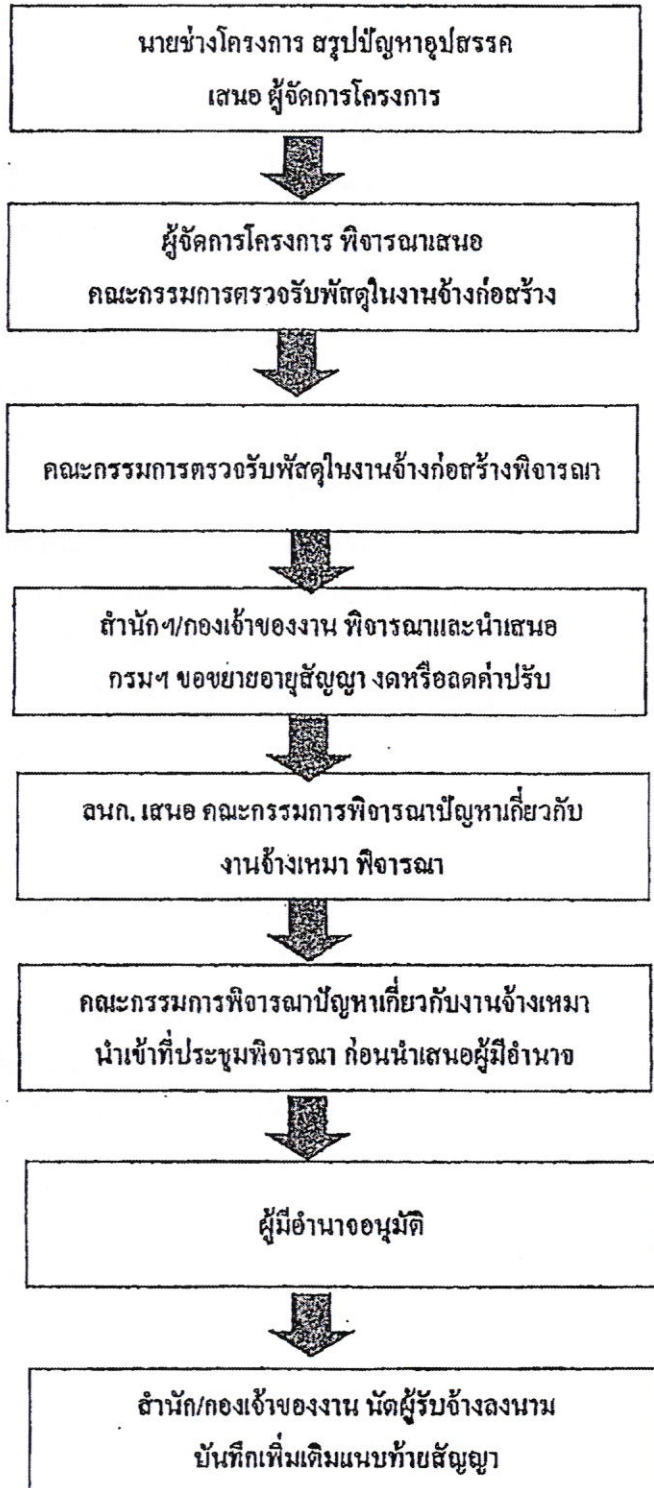 นายช่างโครงการ สรุปปัญหาอุปสรรค
เสนอ ผู้จัดการโครงการ
ผู้จัดการโครงการ พิจารณาเสนอ
คณะกรรมการตรวจรับพัสดุในงานจ้างก่อสร้าง
คณะกรรมการตรวจรับพัสดุในงานจ้างก่อสร้างพิจารณา
สำนักฯ/กองเจ้าของงาน พิจารณาและนำเสนอ
กรมฯ ขอขยายอายุสัญญา งดหรือลดค่าปรับ
ลนก. เสนอ คณะกรรมการพิจารณาปัญหาเกี่ยวกับ
งานจ้างเหมา พิจารณา
คณะกรรมการพิจารณาปัญหาเกี่ยวกับงานจ้างเหมา
นำเข้าที่ประชุมพิจารณา ก่อนนำเสนอผู้มีอำนาจ
ผู้มีอำนาจอนุมัติ
สำนัก/กองเจ้าของงาน นัดผู้รับจ้างลงนาม
บันทึกเพิ่มเติมแนบท้ายสัญญา